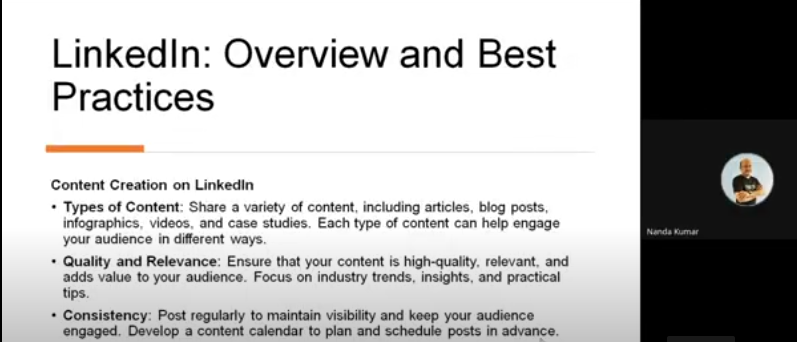 LinkedIn: Overview and Best
Practices
Content Creation on LinkedIn
• Types of Content: Share a variety of content, including articles, blog posts,
infographics, videos, and case studies. Each type of content can help engage
your audience in different ways.
• Quality and Relevance: Ensure that your content is high-quality, relevant, and
adds value to your audience. Focus on industry trends, insights, and practical
tips.
• Consistency: Post regularly to maintain visibility and keep your audience
engaged. Develop a content calendar to plan and schedule posts in advance.
Nanda Kumar